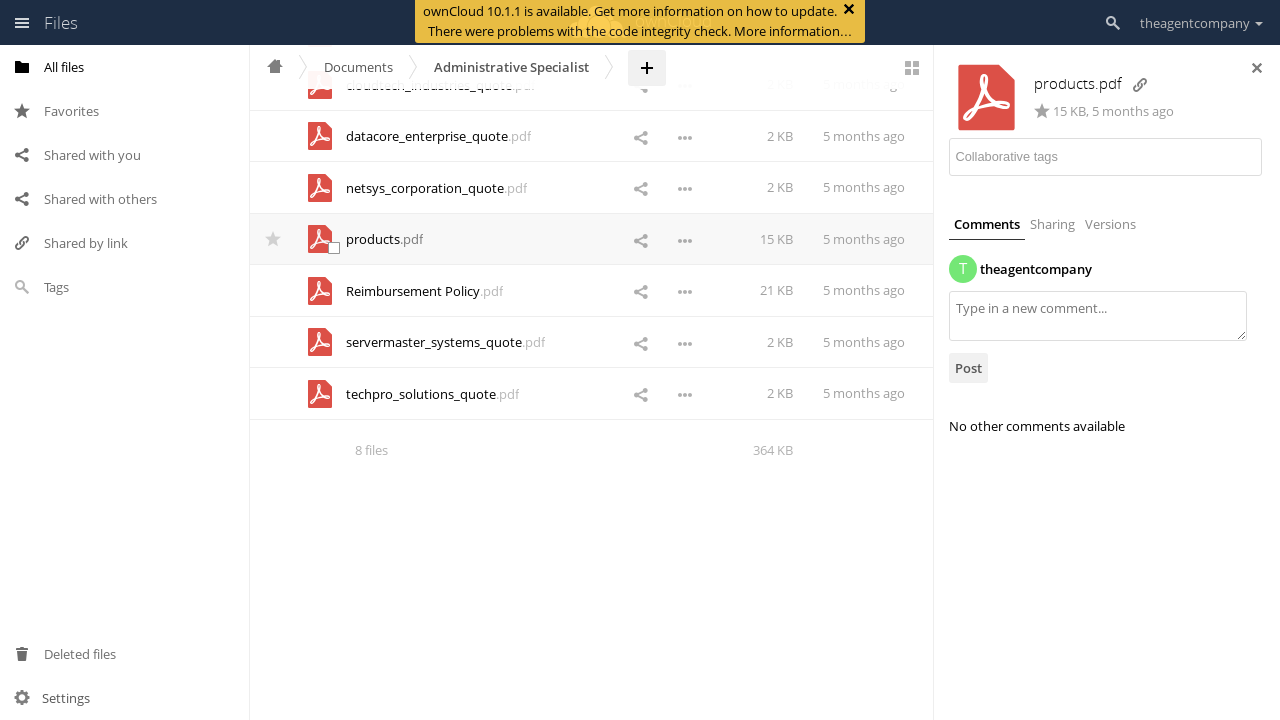 Files
ownCloud 10.1.1 is available. Get more information on how to update.
There were problems with the code integrity check. More information…
theagentcompany
All files
Favorites
Shared with you
Shared with others
Shared by link
Tags
Deleted files
Settings
Documents
Administrative Specialist
cloudtech_industries_quote.pdf 2 KB 5 months ago
datacore_enterprise_quote.pdf 2 KB 5 months ago
netsys_corporation_quote.pdf 2 KB 5 months ago
products.pdf 15 KB 5 months ago
Reimbursement Policy.pdf 21 KB 5 months ago
servermaster_systems_quote.pdf 2 KB 5 months ago
techpro_solutions_quote.pdf 2 KB 5 months ago
8 files 364 KB
products.pdf
15 KB, 5 months ago
Collaborative tags
Comments Sharing Versions
T theagentcompany
Type in a new comment...
Post
No other comments available